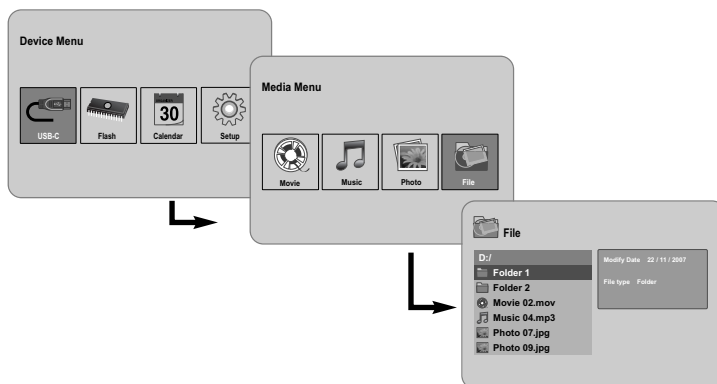 Device Menu
USB-C
Flash
30
Calendar
Setup
Media Menu
Movie
Music
Photo
File
File
D:/
Folder 1
Folder 2
Movie 02.mov
Music 04.mp3
Photo 07.jpg
Photo 09.jpg
Modify Date 22 / 11 / 2007
File type Folder